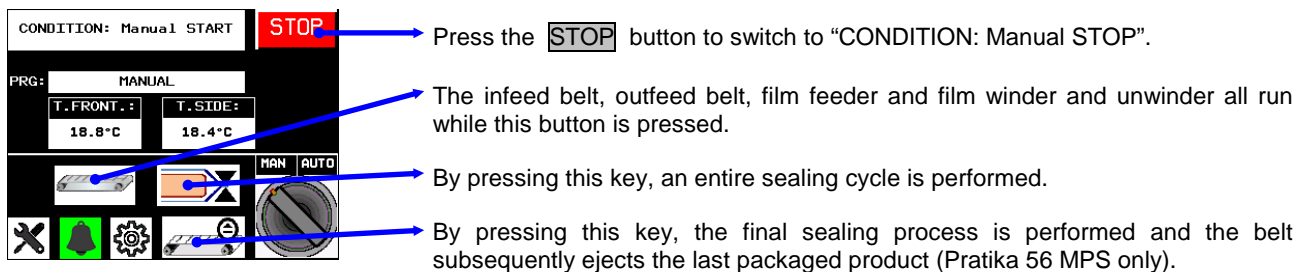 CONDITION: Manual START
STOP
PRG: MANUAL
T.FRONT.: T.SIDE:
18.8°C 18.4°C
MAN AUTO
Press the STOP button to switch to “CONDITION: Manual STOP”.
The infeed belt, outfeed belt, film feeder and film winder and unwinder all run
while this button is pressed.
By pressing this key, an entire sealing cycle is performed.
By pressing this key, the final sealing process is performed and the belt
subsequently ejects the last packaged product (Pratika 56 MPS only).